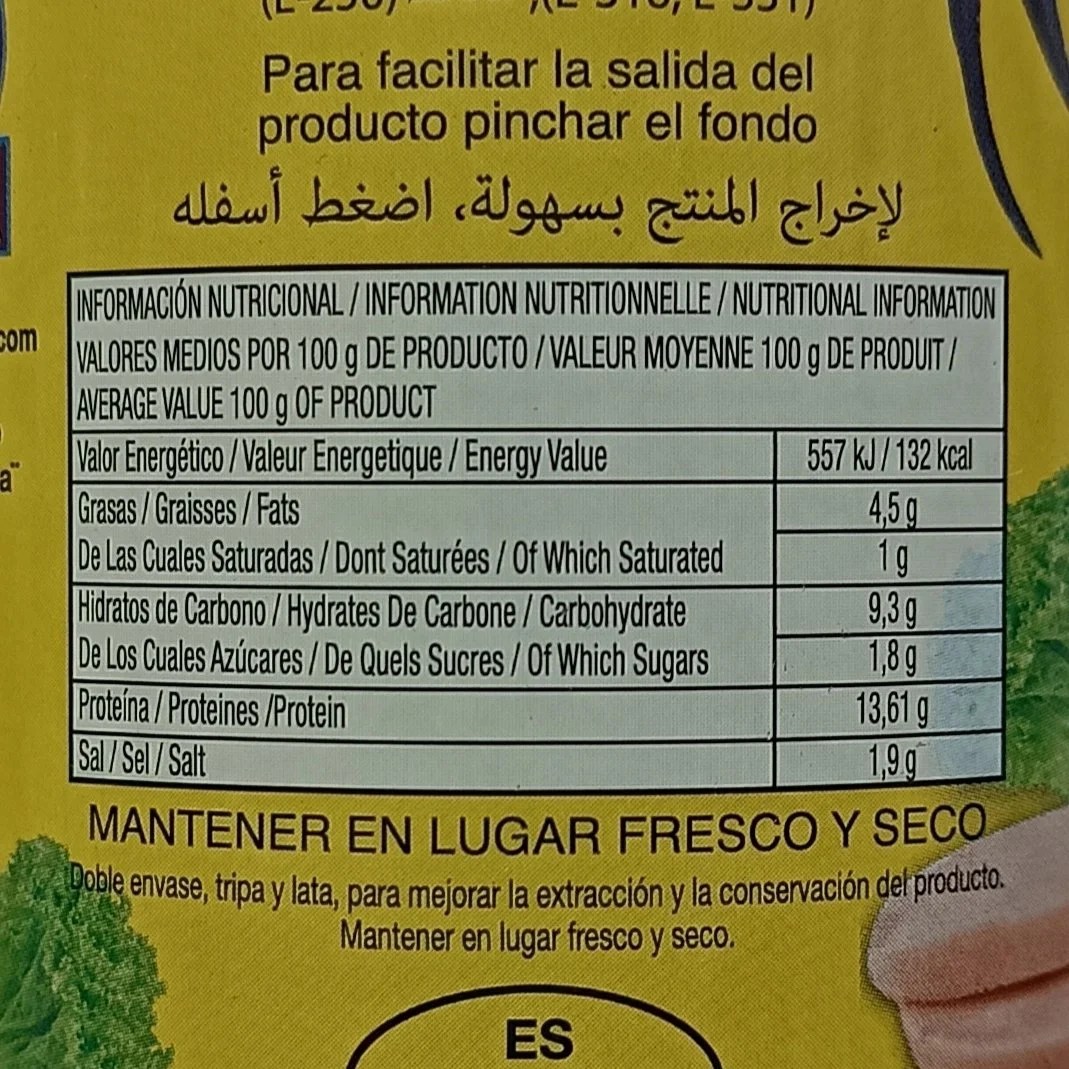 Para facilitar la salida del
producto pinchar el fondo
لإخراج المنتج بسهولة، اضغط أسفله
INFORMACIÓN NUTRICIONAL / INFORMATION NUTRITIONNELLE / NUTRITIONAL INFORMATION
VALORES MEDIOS POR 100 g DE PRODUCTO / VALEUR MOYENNE 100 g DE PRODUIT /
AVERAGE VALUE 100 g OF PRODUCT
Valor Energético / Valeur Energetique / Energy Value 557 kJ / 132 kcal
Grasas / Graisses / Fats 4,5 g
De Las Cuales Saturadas / Dont Saturées / Of Which Saturated 1 g
Hidratos de Carbono / Hydrates De Carbone / Carbohydrate 9,3 g
De Los Cuales Azúcares / De Quels Sucres / Of Which Sugars 1,8 g
Proteína / Proteines /Protein 13,61 g
Sal / Sel / Salt 1,9 g
com
MANTENER EN LUGAR FRESCO Y SECO
Doble envase, tripa y lata, para mejorar la extracción y la conservación del producto.
Mantener en lugar fresco y seco.
ES